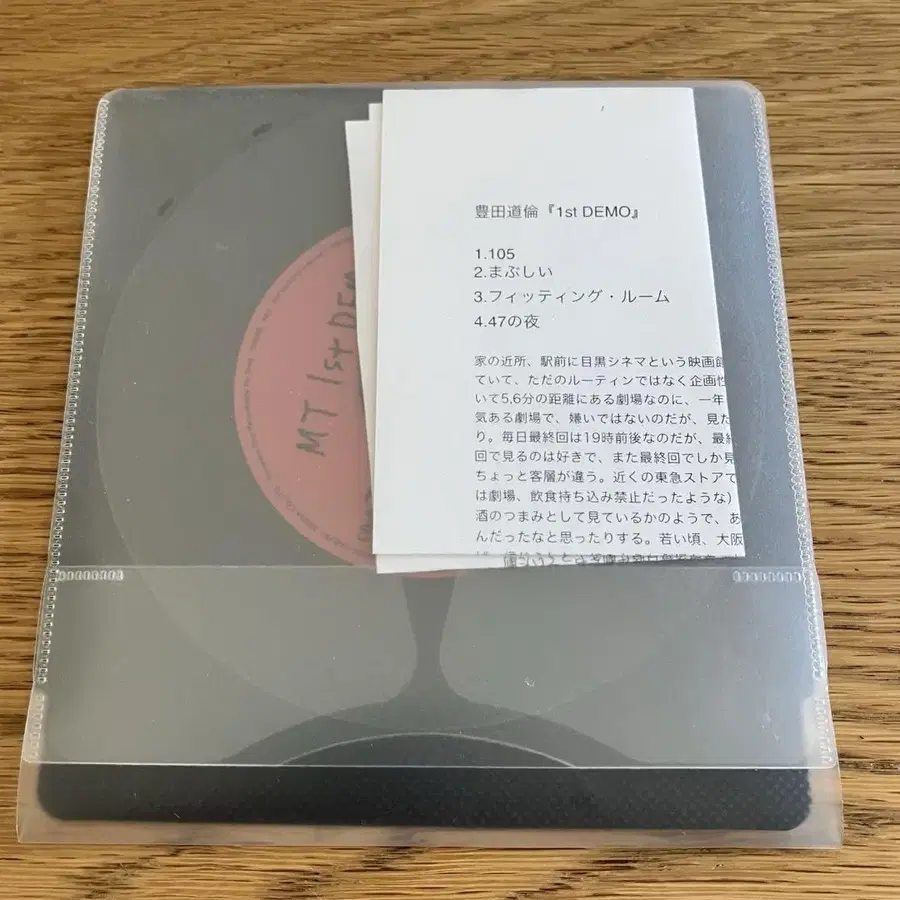 豊田道倫『1st DEMO』
1.105
2.まぶしい
3.フィッティング・ルーム
4.47の夜
家の近所、駅前に目黒シネマという映画館
ていて、ただのルーティンではなく企画性
いて5,6分の距離にある劇場なのに、一年
気ある劇場で、嫌いではないのだが、見た
り。毎日最終回は19時前後なのだが、最終
回で見るのは好きで、また最終回でしか見
ちょっと客層が違う。近くの東急ストアで
は劇場、飲食持ち込み禁止だったような）
酒のつまみとして見ているかのようで、あ
んだったなと思ったりする。若い頃、大阪
MT 1st DEMO